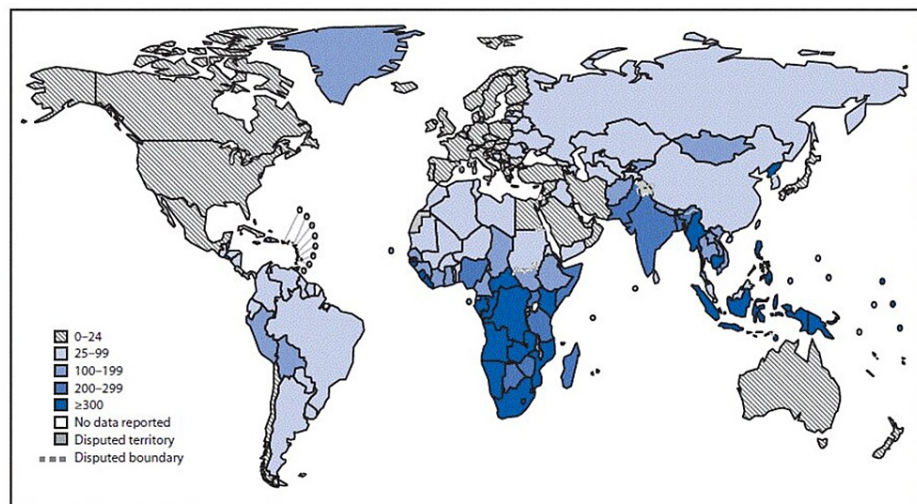 0–24
25–99
100–199
200–299
≥300
No data reported
Disputed territory
Disputed boundary